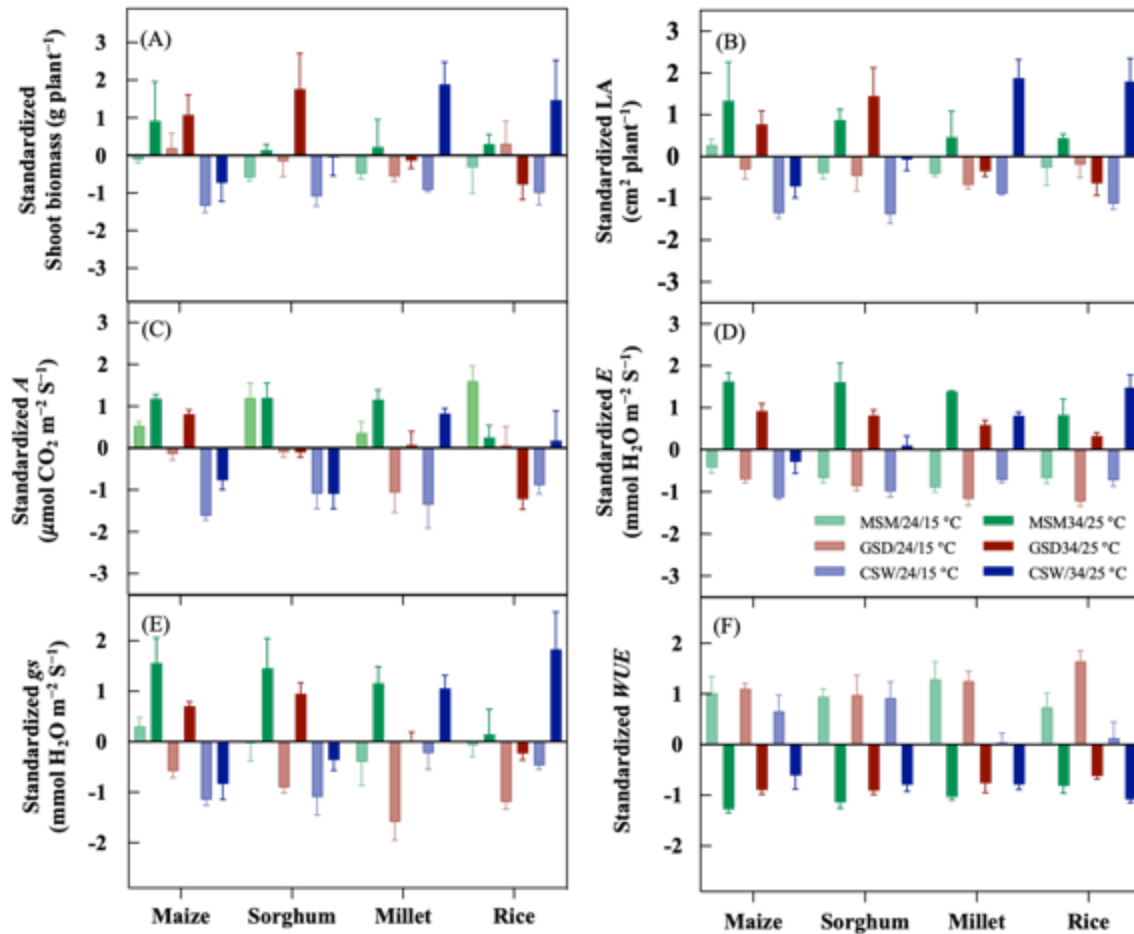 (A)
Standardized
Shoot biomass (g plant⁻¹)
3
2
1
0
-1
-2
-3
(B)
Standardized LA
(cm² plant⁻¹)
3
2
1
0
-1
-2
-3
(C)
Standardized A
(μmol CO₂ m⁻² S⁻¹)
3
2
1
0
-1
-2
-3
(D)
Standardized E
(mmol H₂O m⁻² S⁻¹)
3
2
1
0
-1
-2
-3
MSM/24/15 °C MSM34/25 °C
GSD/24/15 °C GSD34/25 °C
CSW/24/15 °C CSW/34/25 °C
(E)
Standardized gs
(mmol H₂O m⁻² S⁻¹)
2
1
0
-1
-2
Maize Sorghum Millet Rice
(F)
Standardized WUE
2
1
0
-1
-2
Maize Sorghum Millet Rice